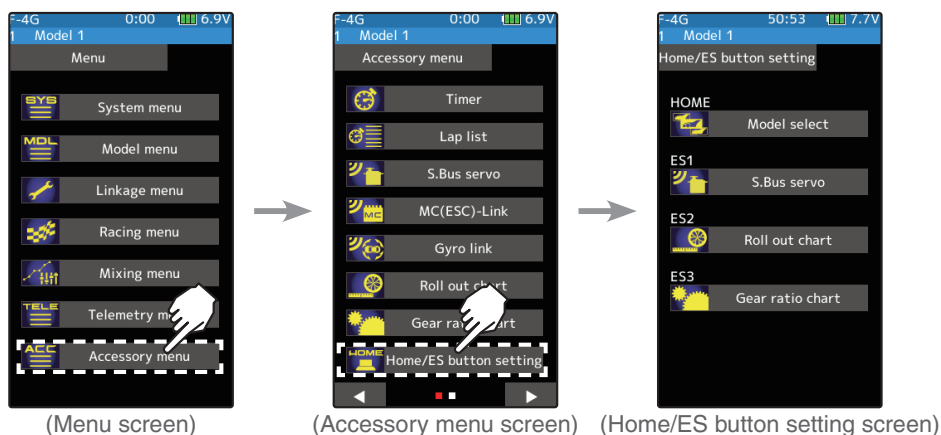 F-4G 0:00 6.9V
1 Model 1
Menu
SYS System menu
MDL Model menu
Linkage menu
Racing menu
Mixing menu
TELE Telemetry m
ACC Accessory menu
(Menu screen)
F-4G 0:00 6.9V
1 Model 1
Accessory menu
Timer
Lap list
S.Bus servo
MC MC(ESC)-Link
Gyro link
Roll out chart
Gear ratio chart
HOME Home/ES button setting
(Accessory menu screen)
F-4G 50:53 7.7V
1 Model 1
Home/ES button setting
HOME
Model select
ES1
S.Bus servo
ES2
Roll out chart
ES3
Gear ratio chart
(Home/ES button setting screen)